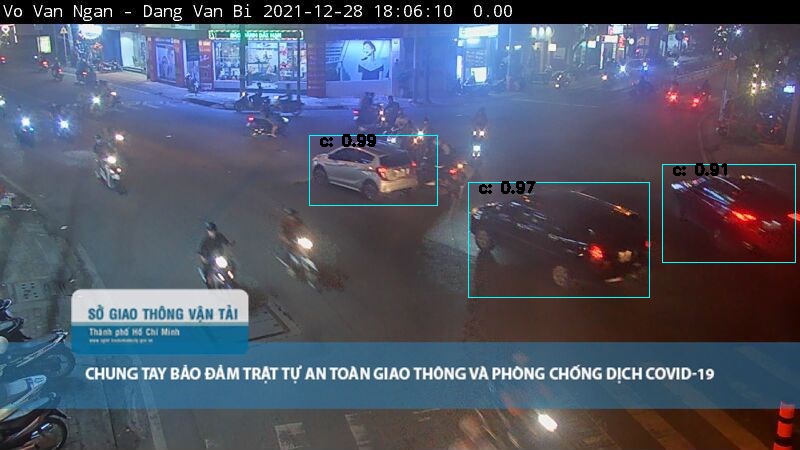 Vo Van Ngan - Dang Van Bi 2021-12-28 18:06:10 0.00
c: 0.99
c: 0.91
c: 0.97
SỞ GIAO THÔNG VẬN TẢI
Thành phố Hồ Chí Minh
CHUNG TAY BẢO ĐẢM TRẬT TỰ AN TOÀN GIAO THÔNG VÀ PHÒNG CHỐNG DỊCH COVID-19